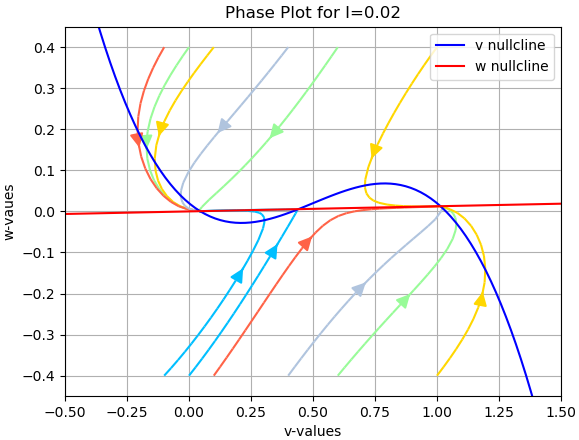 Phase Plot for I=0.02
v nullcline
w nullcline
w-vaues
0.4
0.3
0.2
0.1
0.0
−0.1
−0.2
−0.3
−0.4
−0.50 −0.25 0.00 0.25 0.50 0.75 1.00 1.25 1.50
v-values